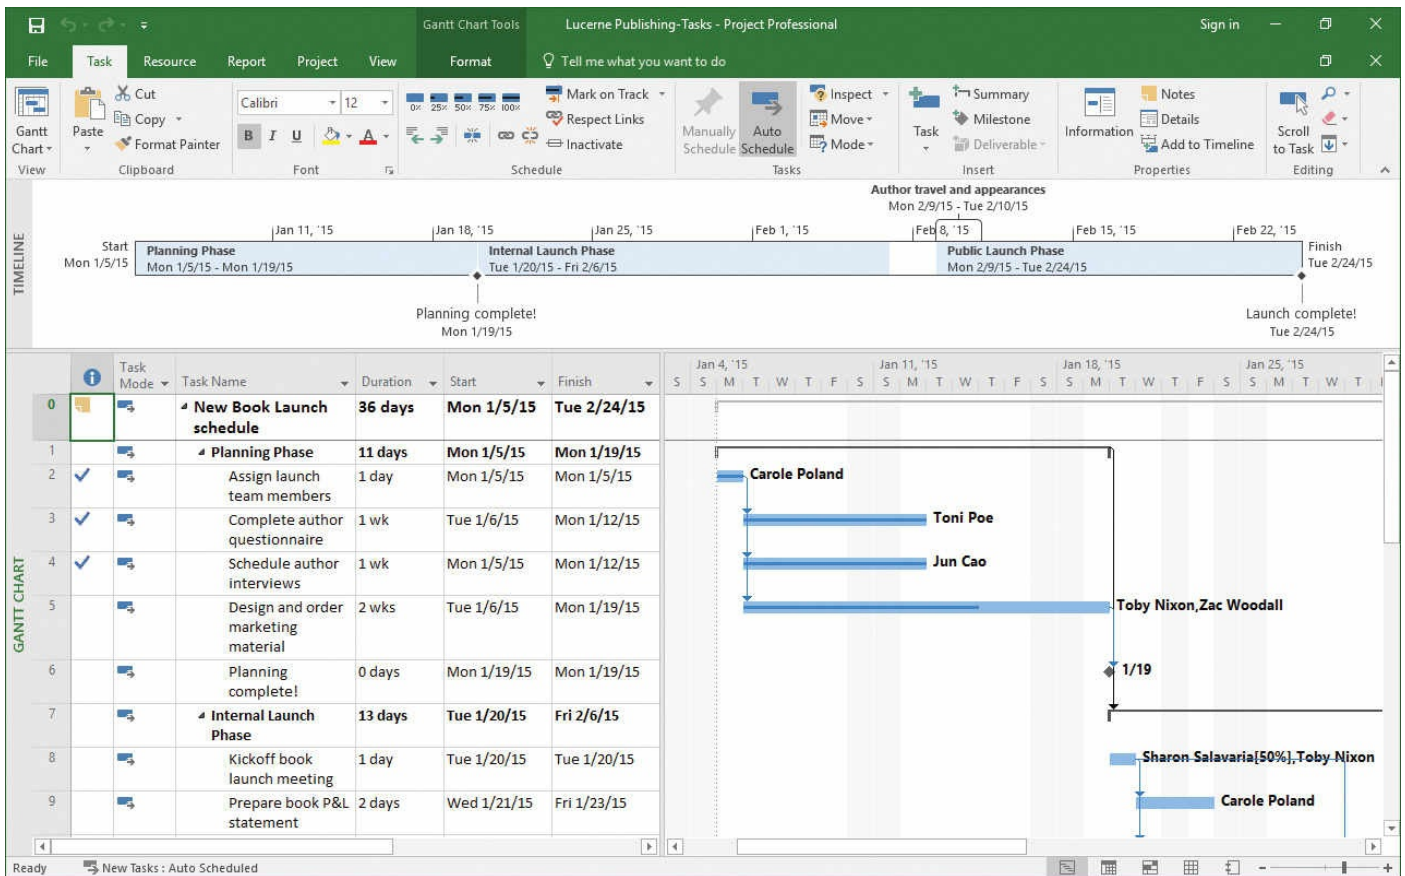 Gantt Chart Tools Lucerne Publishing-Tasks - Project Professional Sign in
File Task Resource Report Project View Format Tell me what you want to do
Gantt Chart
View
Paste
Cut
Copy
Format Painter
Clipboard
Calibri 12
B I U A
Font
0% 25% 50% 75% 100%
Mark on Track
Respect Links
Inactivate
Schedule
Manually Schedule
Auto Schedule
Inspect
Move
Mode
Tasks
Task
Summary
Milestone
Deliverable
Insert
Information
Notes
Details
Add to Timeline
Properties
Scroll to Task
Editing
TIMELINE
Author travel and appearances
Mon 2/9/15 - Tue 2/10/15
Jan 11, '15 Jan 18, '15 Jan 25, '15 Feb 1, '15 Feb 8, '15 Feb 15, '15 Feb 22, '15
Start
Mon 1/5/15
Planning Phase
Mon 1/5/15 - Mon 1/19/15
Internal Launch Phase
Tue 1/20/15 - Fri 2/6/15
Public Launch Phase
Mon 2/9/15 - Tue 2/24/15
Finish
Tue 2/24/15
Planning complete!
Mon 1/19/15
Launch complete!
Tue 2/24/15
GANTT CHART
Task Mode Task Name Duration Start Finish
Jan 4, '15 Jan 11, '15 Jan 18, '15 Jan 25, '15
S S M T W T F S S M T W T F S S M T W T F S S M T W T
0 New Book Launch schedule 36 days Mon 1/5/15 Tue 2/24/15
1 Planning Phase 11 days Mon 1/5/15 Mon 1/19/15
2 Assign launch team members 1 day Mon 1/5/15 Mon 1/5/15 Carole Poland
3 Complete author questionnaire 1 wk Tue 1/6/15 Mon 1/12/15 Toni Poe
4 Schedule author interviews 1 wk Mon 1/5/15 Mon 1/12/15 Jun Cao
5 Design and order marketing material 2 wks Tue 1/6/15 Mon 1/19/15 Toby Nixon,Zac Woodall
6 Planning complete! 0 days Mon 1/19/15 Mon 1/19/15 1/19
7 Internal Launch Phase 13 days Tue 1/20/15 Fri 2/6/15
8 Kickoff book launch meeting 1 day Tue 1/20/15 Tue 1/20/15 Sharon Salavaria[50%],Toby Nixon
9 Prepare book P&L statement 2 days Wed 1/21/15 Fri 1/23/15 Carole Poland
Ready New Tasks : Auto Scheduled